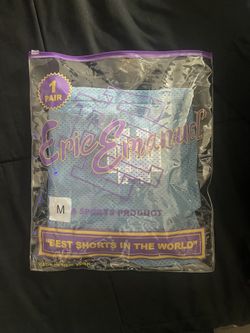 1
PAIR
Eric Emanuel
A SPORTS PRODUCT
M
"BEST SHORTS IN THE WORLD"